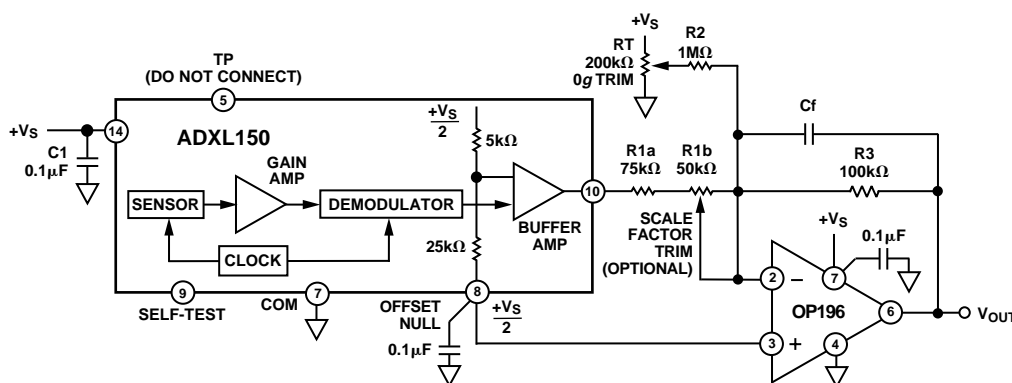 TP
(DO NOT CONNECT)
5
+VS
14
C1
0.1µF
ADXL150
GAIN
AMP
SENSOR
DEMODULATOR
CLOCK
9
SELF-TEST
COM
7
+VS
2
5kΩ
25kΩ
BUFFER
AMP
10
8
OFFSET
NULL
+VS
2
0.1µF
+VS
RT
200kΩ
0g TRIM
R2
1MΩ
R1a
75kΩ
R1b
50kΩ
SCALE
FACTOR
TRIM
(OPTIONAL)
Cf
R3
100kΩ
+VS
0.1µF
2
−
7
OP196
6
VOUT
3
+
4